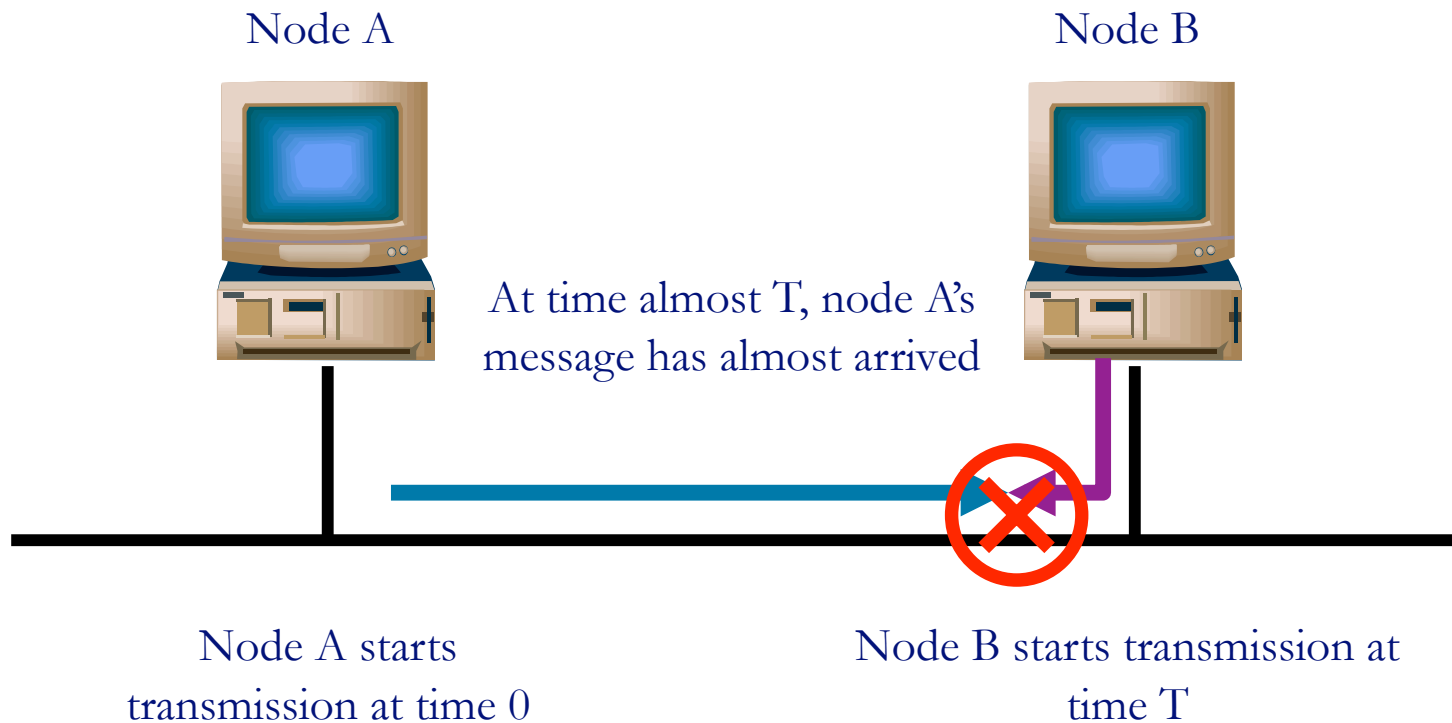 Node A
Node B
At time almost T, node A's
message has almost arrived
Node A starts
transmission at time 0
Node B starts transmission at
time T